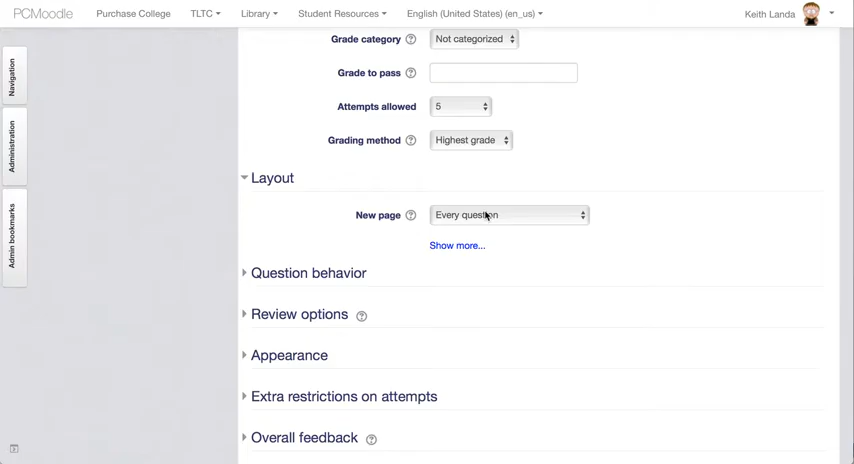 PCMoodle Purchase College TLTC Library Student Resources English (United States) (en_us) Keith Landa
Navigation
Administration
Admin bookmarks
Grade category Not categorized
Grade to pass
Attempts allowed 5
Grading method Highest grade
Layout
New page Every question
Show more...
Question behavior
Review options
Appearance
Extra restrictions on attempts
Overall feedback